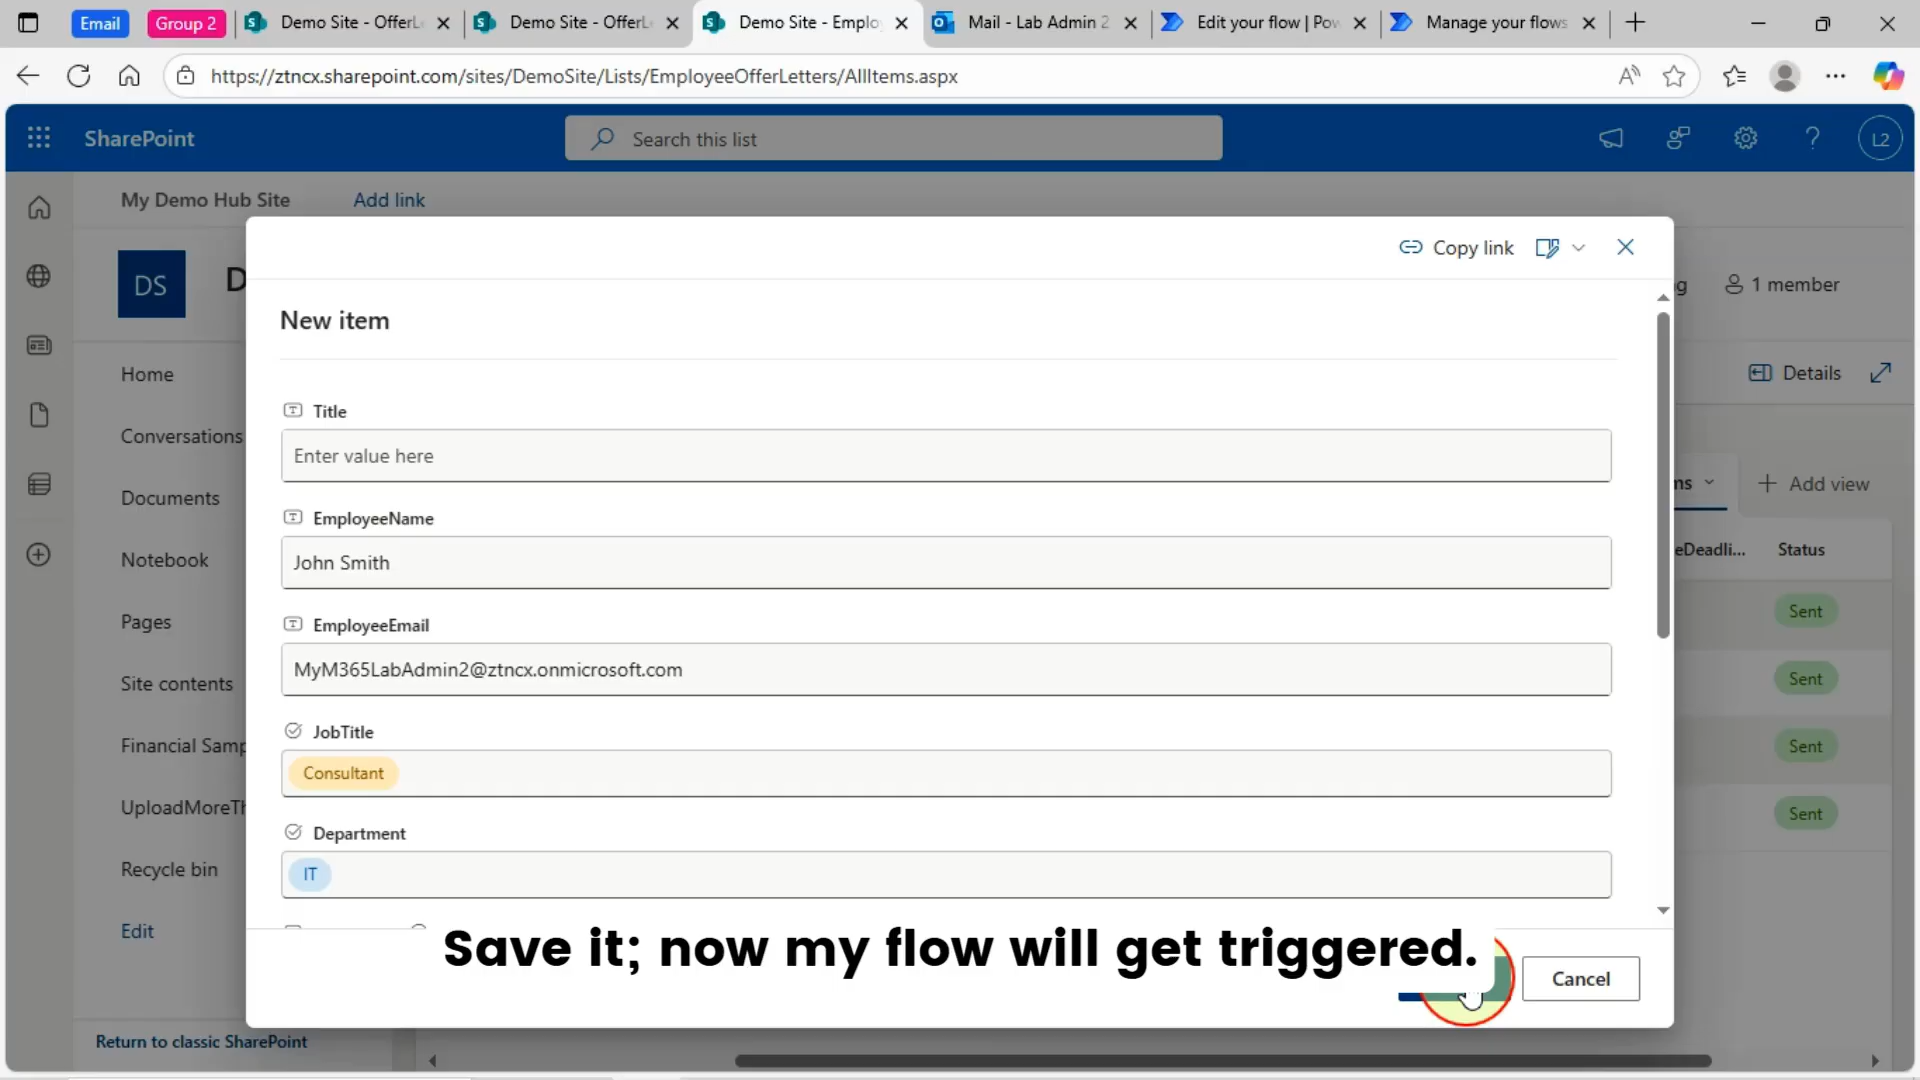 Email
Group 2
Demo Site - OfferLe
Demo Site - OfferLe
Demo Site - Emplo
Mail - Lab Admin 2
Edit your flow | Pow
Manage your flows
https://ztncx.sharepoint.com/sites/DemoSite/Lists/EmployeeOfferLetters/AllItems.aspx
SharePoint
Search this list
L2
My Demo Hub Site
Add link
DS
D
1 member
Copy link
New item
Home
Conversations
Documents
Notebook
Pages
Site contents
Financial Samp
UploadMoreTh
Recycle bin
Edit
Return to classic SharePoint
Details
Add view
eDeadli...
Status
Sent
Sent
Sent
Sent
Title
Enter value here
EmployeeName
John Smith
EmployeeEmail
MyM365LabAdmin2@ztncx.onmicrosoft.com
JobTitle
Consultant
Department
IT
Save it; now my flow will get triggered.
Cancel